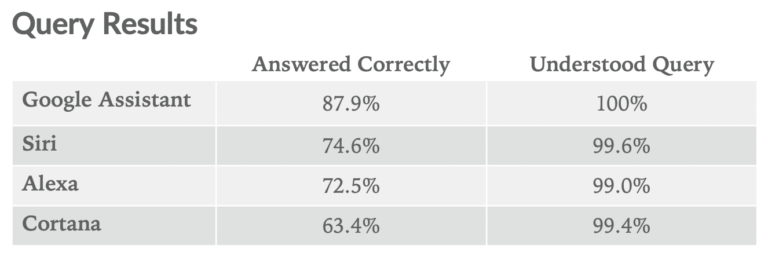 Query Results
Answered Correctly Understood Query
Google Assistant 87.9% 100%
Siri 74.6% 99.6%
Alexa 72.5% 99.0%
Cortana 63.4% 99.4%